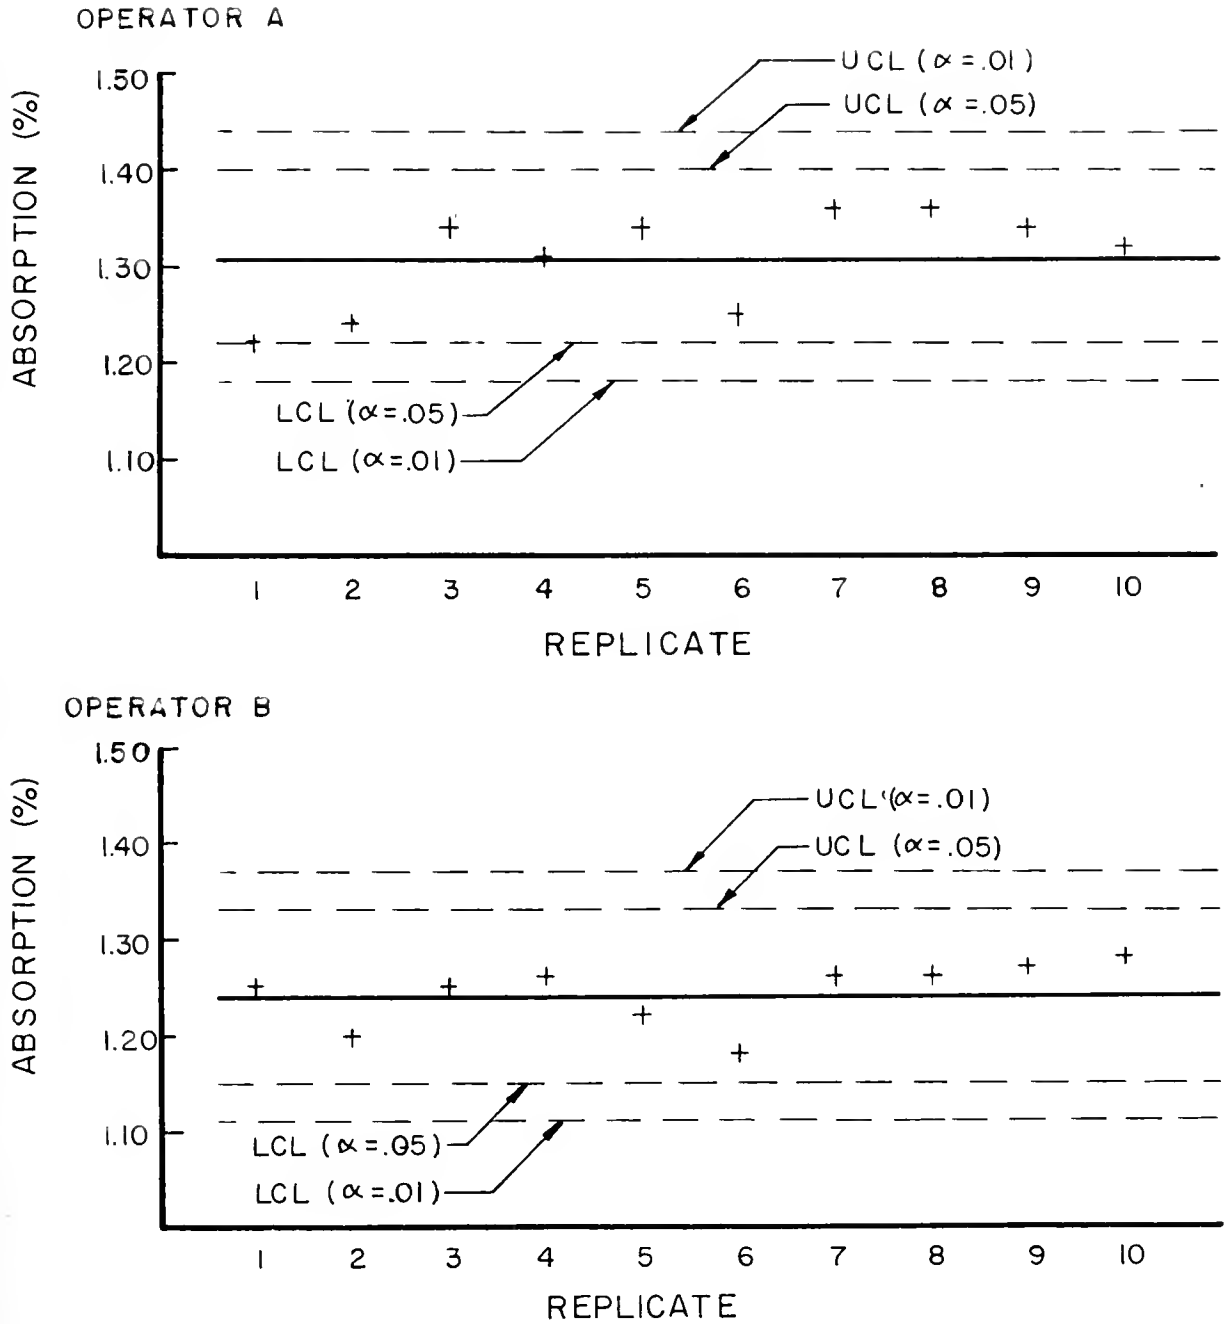 OPERATOR A
ABSORPTION (%)
1.50
1.40
1.30
1.20
1.10
UCL (α=.01)
UCL (α=.05)
LCL (α=.05)
LCL (α=.01)
1 2 3 4 5 6 7 8 9 10
REPLICATE
OPERATOR B
ABSORPTION (%)
1.50
1.40
1.30
1.20
1.10
UCL (α=.01)
UCL (α=.05)
LCL (α=.05)
LCL (α=.01)
1 2 3 4 5 6 7 8 9 10
REPLICATE